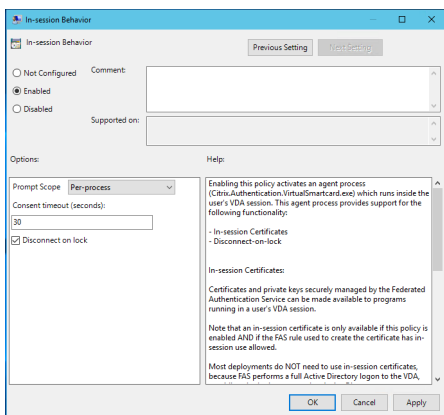 In-session Behavior
In-session Behavior
Previous Setting
Next Setting
Not Configured
Comment:
Enabled
Disabled
Supported on:
Options:
Help:
Prompt Scope Per-process
Consent timeout (seconds):
30
Disconnect on lock
Enabling this policy activates an agent process
(Citrix.Authentication.VirtualSmartcard.exe) which runs inside the
user's VDA session. This agent process provides support for the
following functionality:
- In-session Certificates
- Disconnect-on-lock
In-session Certificates:
Certificates and private keys securely managed by the Federated
Authentication Service can be made available to programs
running in a user's VDA session.
Note that an in-session certificate is only available if this policy is
enabled AND if the FAS rule used to create the certificate has in-
session use allowed.
Most deployments do NOT need to use in-session certificates,
because FAS performs a full Active Directory logon to the VDA,
OK
Cancel
Apply